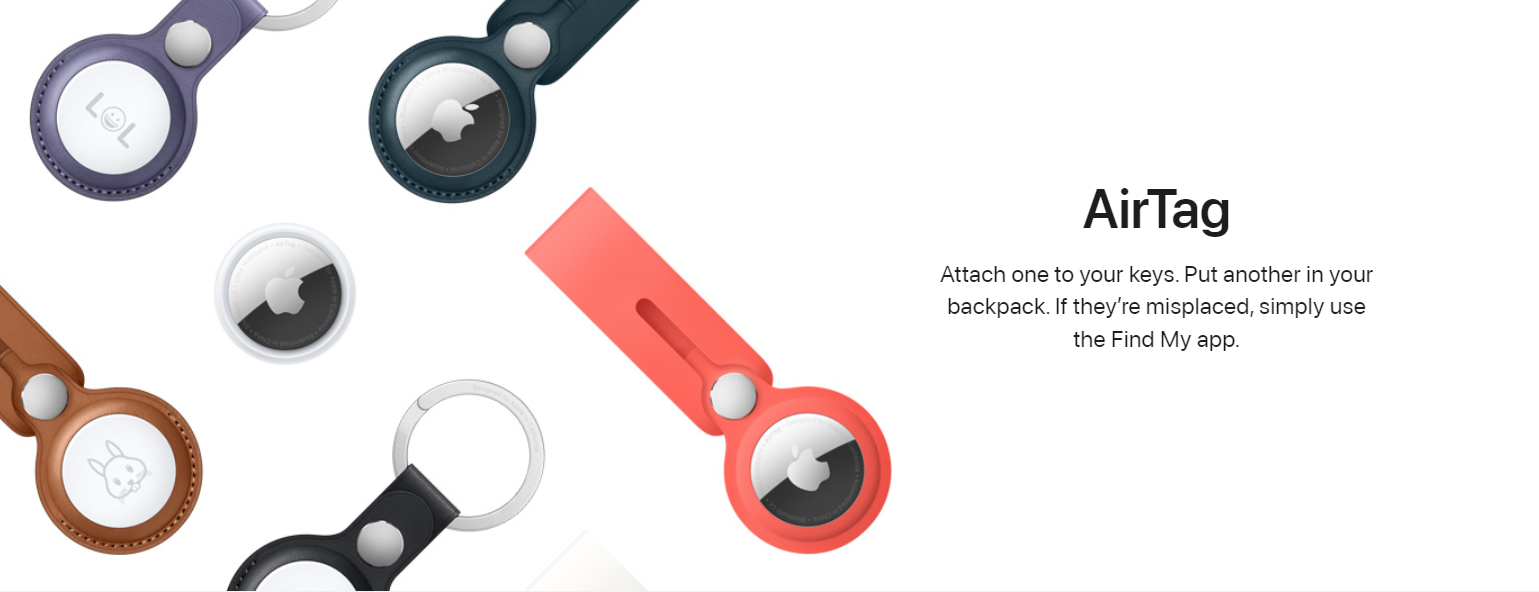 LOL
AirTag
Attach one to your keys. Put another in your
backpack. If they’re misplaced, simply use
the Find My app.